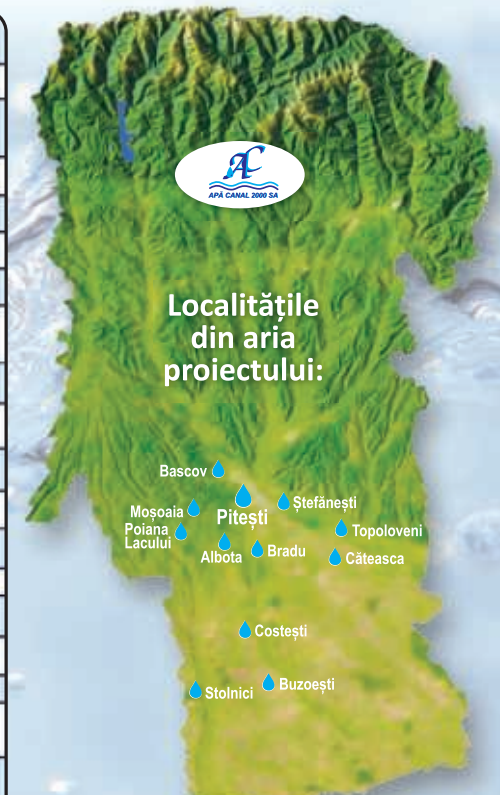 AC
APĂ CANAL 2000 SA
Localitățile
din aria
proiectului:
Bascov
Pitești
Ștefănești
Moșoaia
Poiana
Lacului
Topoloveni
Albota
Bradu
Căteasca
Costești
Buzoești
Stolnici